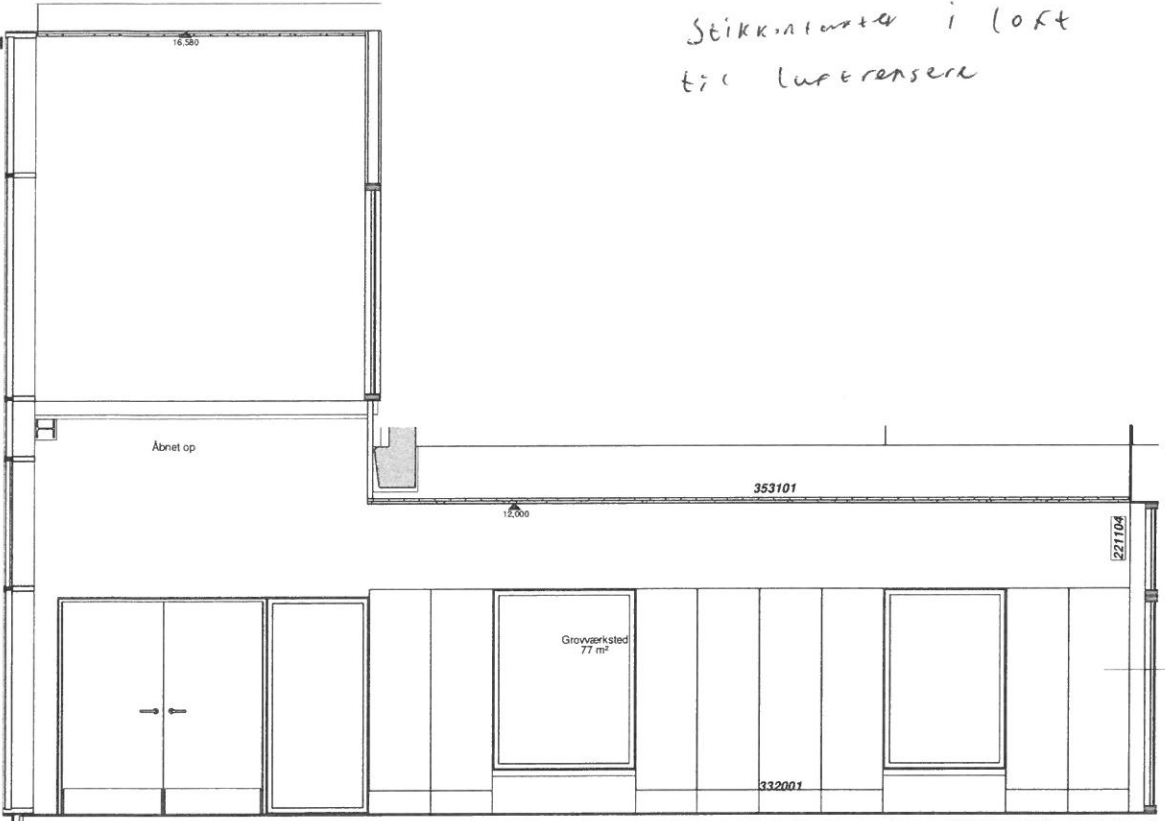 Stikkontakter i loft
til luftrensere
16,580
Åbnet op
353101
12,000
221104
Grovværksted
77 m²
332001